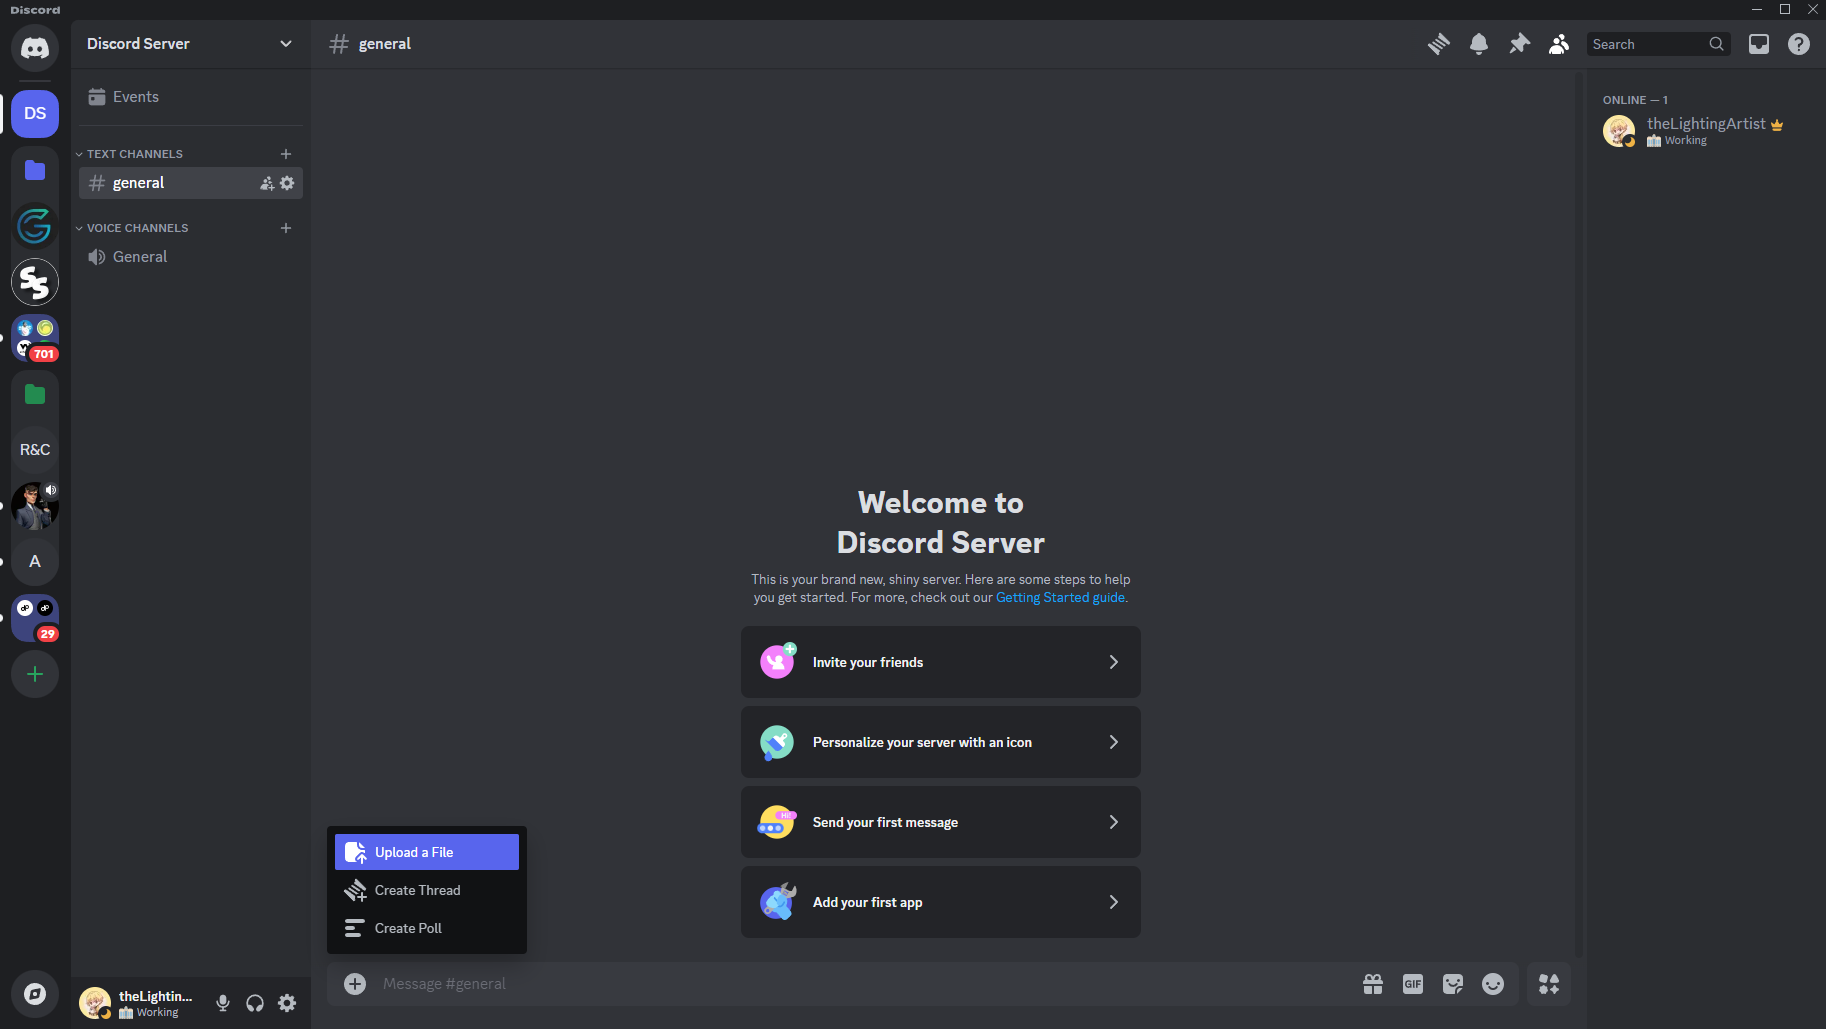 Discord
Discord Server
general
Search
DS
Events
TEXT CHANNELS
general
VOICE CHANNELS
General
SS
701
R&C
A
29
ONLINE — 1
theLightingArtist
Working
Welcome to
Discord Server
This is your brand new, shiny server. Here are some steps to help
you get started. For more, check out our Getting Started guide.
Invite your friends
Personalize your server with an icon
Hi!
Send your first message
Add your first app
Upload a File
Create Thread
Create Poll
Message #general
GIF
theLightin...
Working